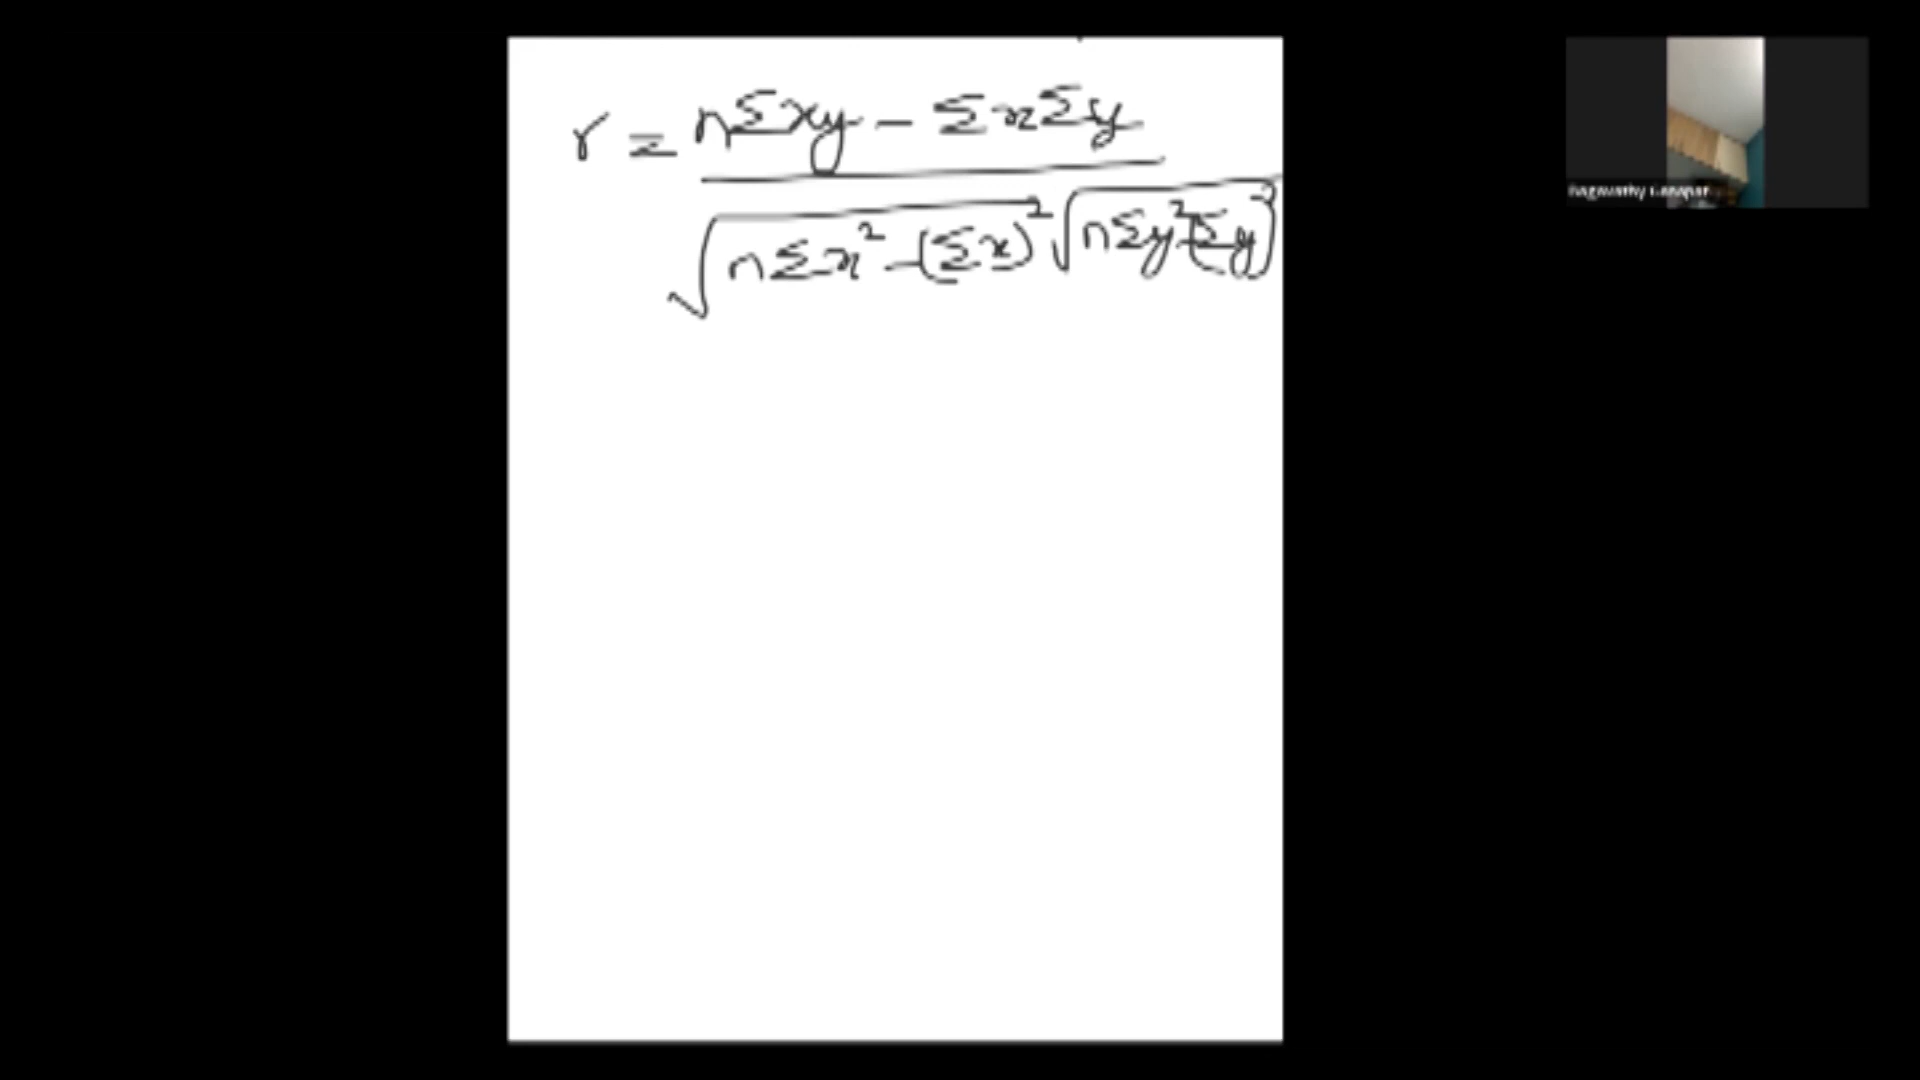 r = nΣxy - ΣxΣy
√nΣx² - (Σx)² √nΣy² - (Σy)²